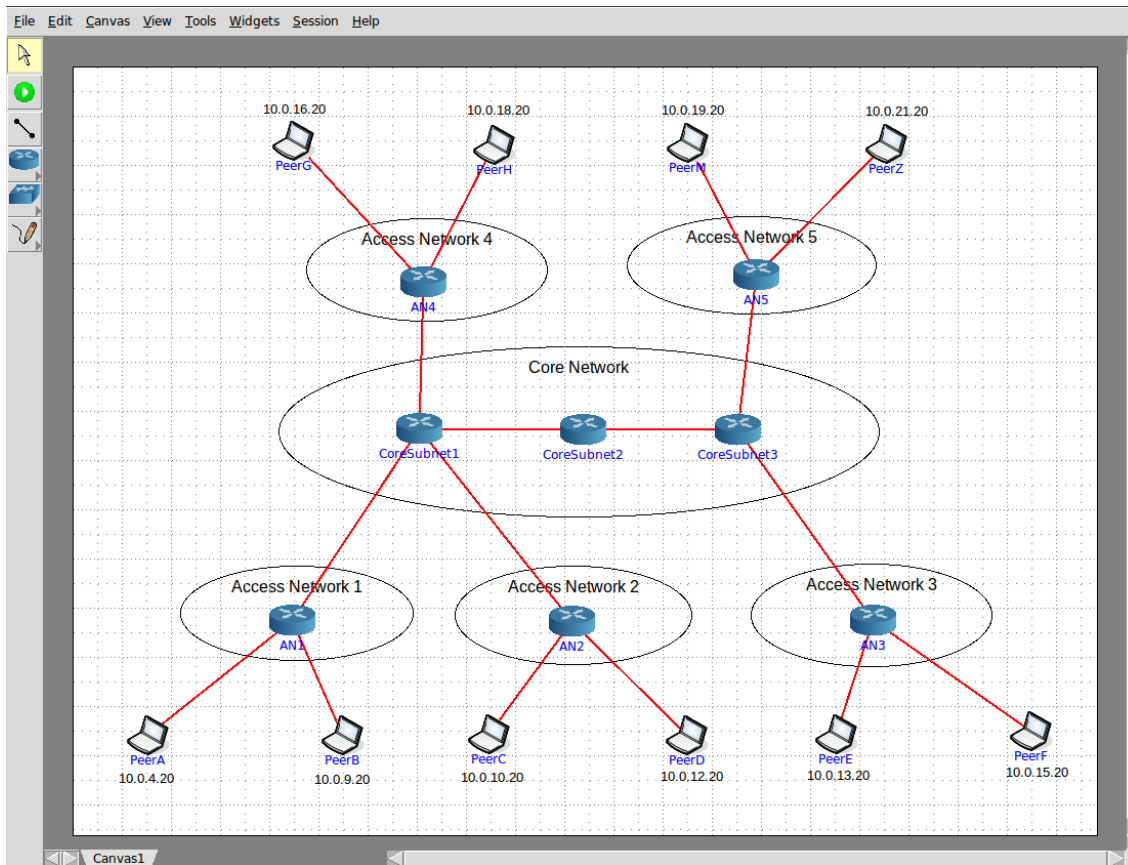 File Edit Canvas View Tools Widgets Session Help
10.0.16.20 10.0.18.20 10.0.19.20 10.0.21.20
PeerG PeerH PeerM PeerZ
Access Network 4 Access Network 5
AN4 AN5
Core Network
CoreSubnet1 CoreSubnet2 CoreSubnet3
Access Network 1 Access Network 2 Access Network 3
AN1 AN2 AN3
PeerA PeerB PeerC PeerD PeerE PeerF
10.0.4.20 10.0.9.20 10.0.10.20 10.0.12.20 10.0.13.20 10.0.15.20
Canvas1